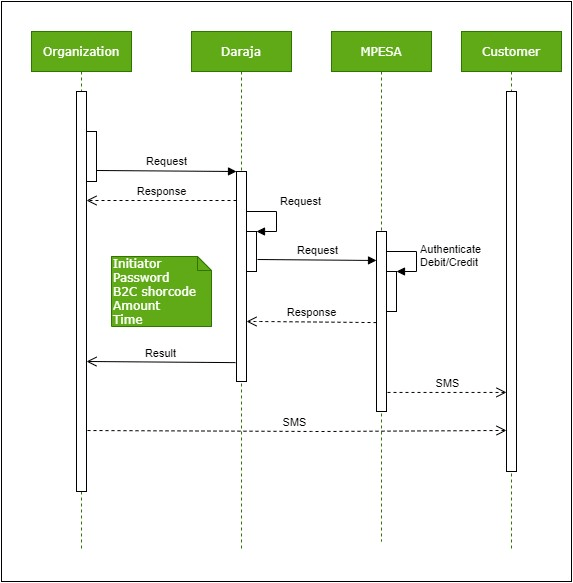 Organization
Daraja
MPESA
Customer
Request
Response
Request
Request
Authenticate
Debit/Credit
Initiator
Password
B2C shorcode
Amount
Time
Response
Result
SMS
SMS